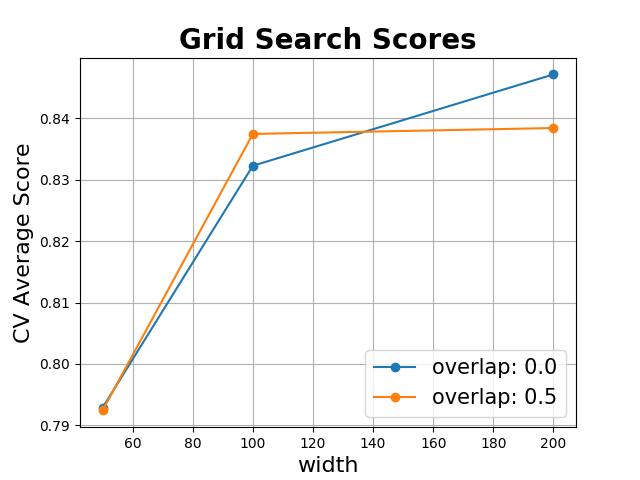 Grid Search Scores
CV Average Score
0.84
0.83
0.82
0.81
0.80
0.79
60 80 100 120 140 160 180 200
width
overlap: 0.0
overlap: 0.5